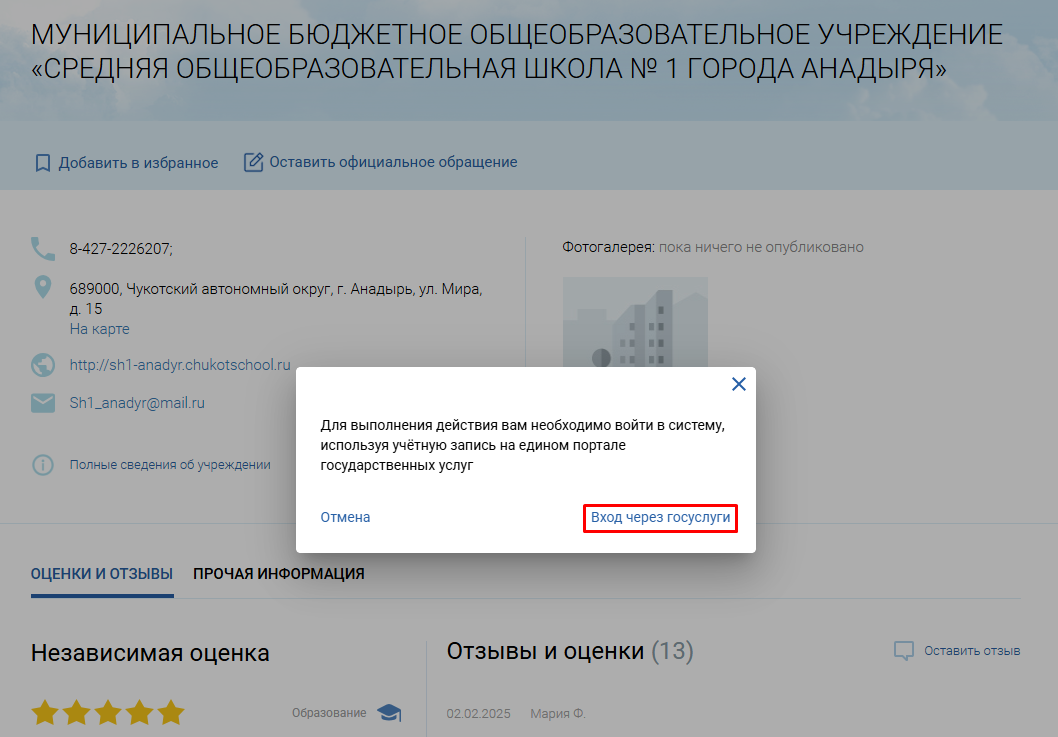 МУНИЦИПАЛЬНОЕ БЮДЖЕТНОЕ ОБЩЕОБРАЗОВАТЕЛЬНОЕ УЧРЕЖДЕНИЕ
«СРЕДНЯЯ ОБЩЕОБРАЗОВАТЕЛЬНАЯ ШКОЛА № 1 ГОРОДА АНАДЫРЯ»
Добавить в избранное
Оставить официальное обращение
8-427-2226207;
689000, Чукотский автономный округ, г. Анадырь, ул. Мира,
д. 15
На карте
http://sh1-anadyr.chukotschool.ru
Sh1_anadyr@mail.ru
Полные сведения об учреждении
Фотогалерея: пока ничего не опубликовано
Для выполнения действия вам необходимо войти в систему,
используя учётную запись на едином портале
государственных услуг
Отмена
Вход через госуслуги
ОЦЕНКИ И ОТЗЫВЫ
ПРОЧАЯ ИНФОРМАЦИЯ
Независимая оценка
Образование
Отзывы и оценки (13)
Оставить отзыв
02.02.2025
Мария Ф.